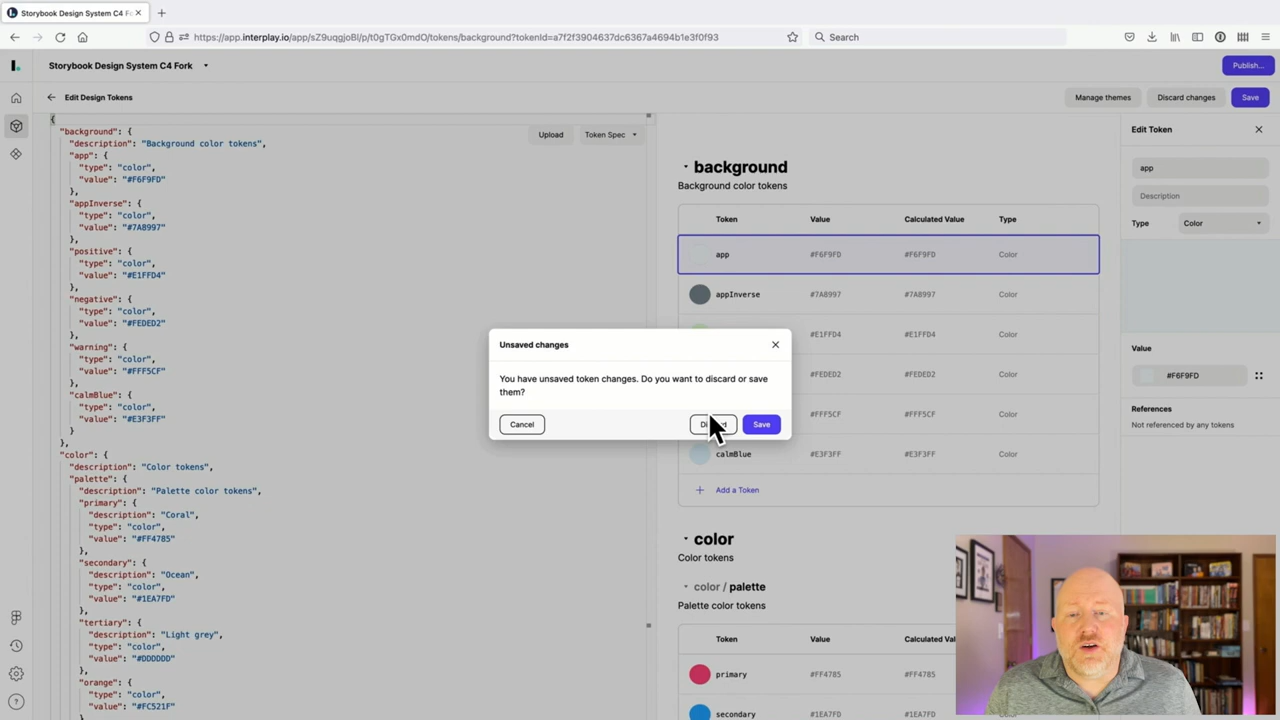 Storybook Design System C4 Fo
https://app.interplay.io/app/sZ9uqgjoBl/p/t0gTGx0mdO/tokens/background?tokenId=a7f2f3904637dc6367a4694b1e3f0f93
Search
Storybook Design System C4 Fork
Publish...
Edit Design Tokens
Manage themes
Discard changes
Save
{
"background": {
"description": "Background color tokens",
"app": {
"type": "color",
"value": "#F6F9FD"
},
"appInverse": {
"type": "color",
"value": "#7A8997"
},
"positive": {
"type": "color",
"value": "#E1FFD4"
},
"negative": {
"type": "color",
"value": "#FEDED2"
},
"warning": {
"type": "color",
"value": "#FFF5CF"
},
"calmBlue": {
"type": "color",
"value": "#E3F3FF"
},
},
"color": {
"description": "Color tokens",
"palette": {
"description": "Palette color tokens",
"primary": {
"description": "Coral",
"type": "color",
"value": "#FF4785"
},
"secondary": {
"description": "Ocean",
"type": "color",
"value": "#1EA7FD"
},
"tertiary": {
"description": "Light grey",
"type": "color",
"value": "#DDDDDD"
},
"orange": {
"type": "color",
"value": "#FC521F"
},
Upload
Token Spec
background
Background color tokens
Token Value Calculated Value Type
app #F6F9FD #F6F9FD Color
appInverse #7A8997 #7A8997 Color
#E1FFD4 Color
#FEDED2 Color
#FFF5CF Color
calmBlue #E3F3FF #E3F3FF Color
+ Add a Token
color
Color tokens
color / palette
Palette color tokens
Token Value Calculated Val
primary #FF4785 #FF4785
secondary #1EA7FD #1EA7FD
Unsaved changes
You have unsaved token changes. Do you want to discard or save
them?
Cancel
Save
Edit Token
app
Description
Type Color
Value
#F6F9FD
References
Not referenced by any tokens